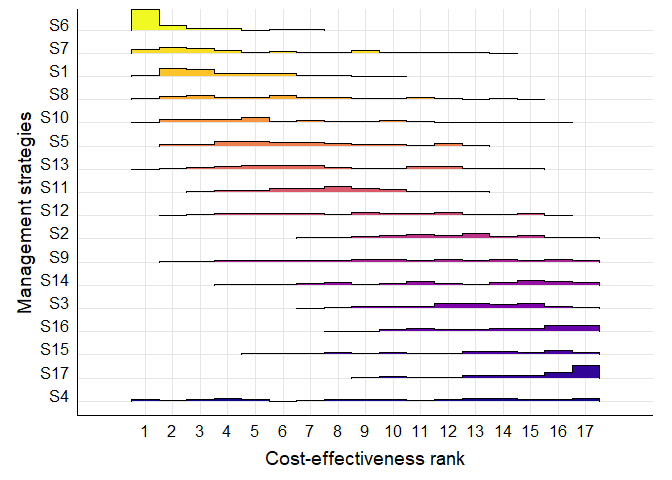 Management strategies
S6
S7
S1
S8
S10
S5
S13
S11
S12
S2
S9
S14
S3
S16
S15
S17
S4
1 2 3 4 5 6 7 8 9 10 11 12 13 14 15 16 17
Cost-effectiveness rank